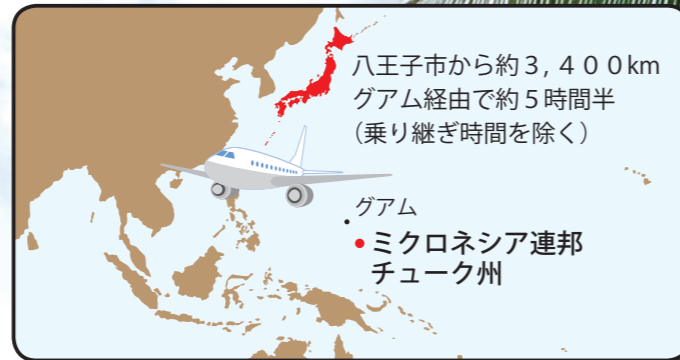 八王子市から約３,４００km
グアム経由で約５時間半
（乗り継ぎ時間を除く）
グアム
ミクロネシア連邦
チューク州